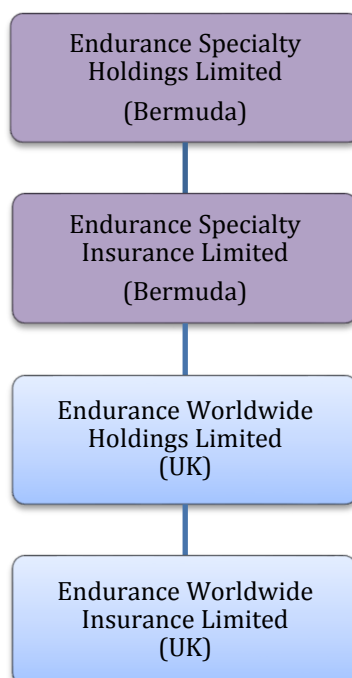 Endurance Specialty
Holdings Limited
(Bermuda)
Endurance Specialty
Insurance Limited
(Bermuda)
Endurance Worldwide
Holdings Limited
(UK)
Endurance Worldwide
Insurance Limited
(UK)